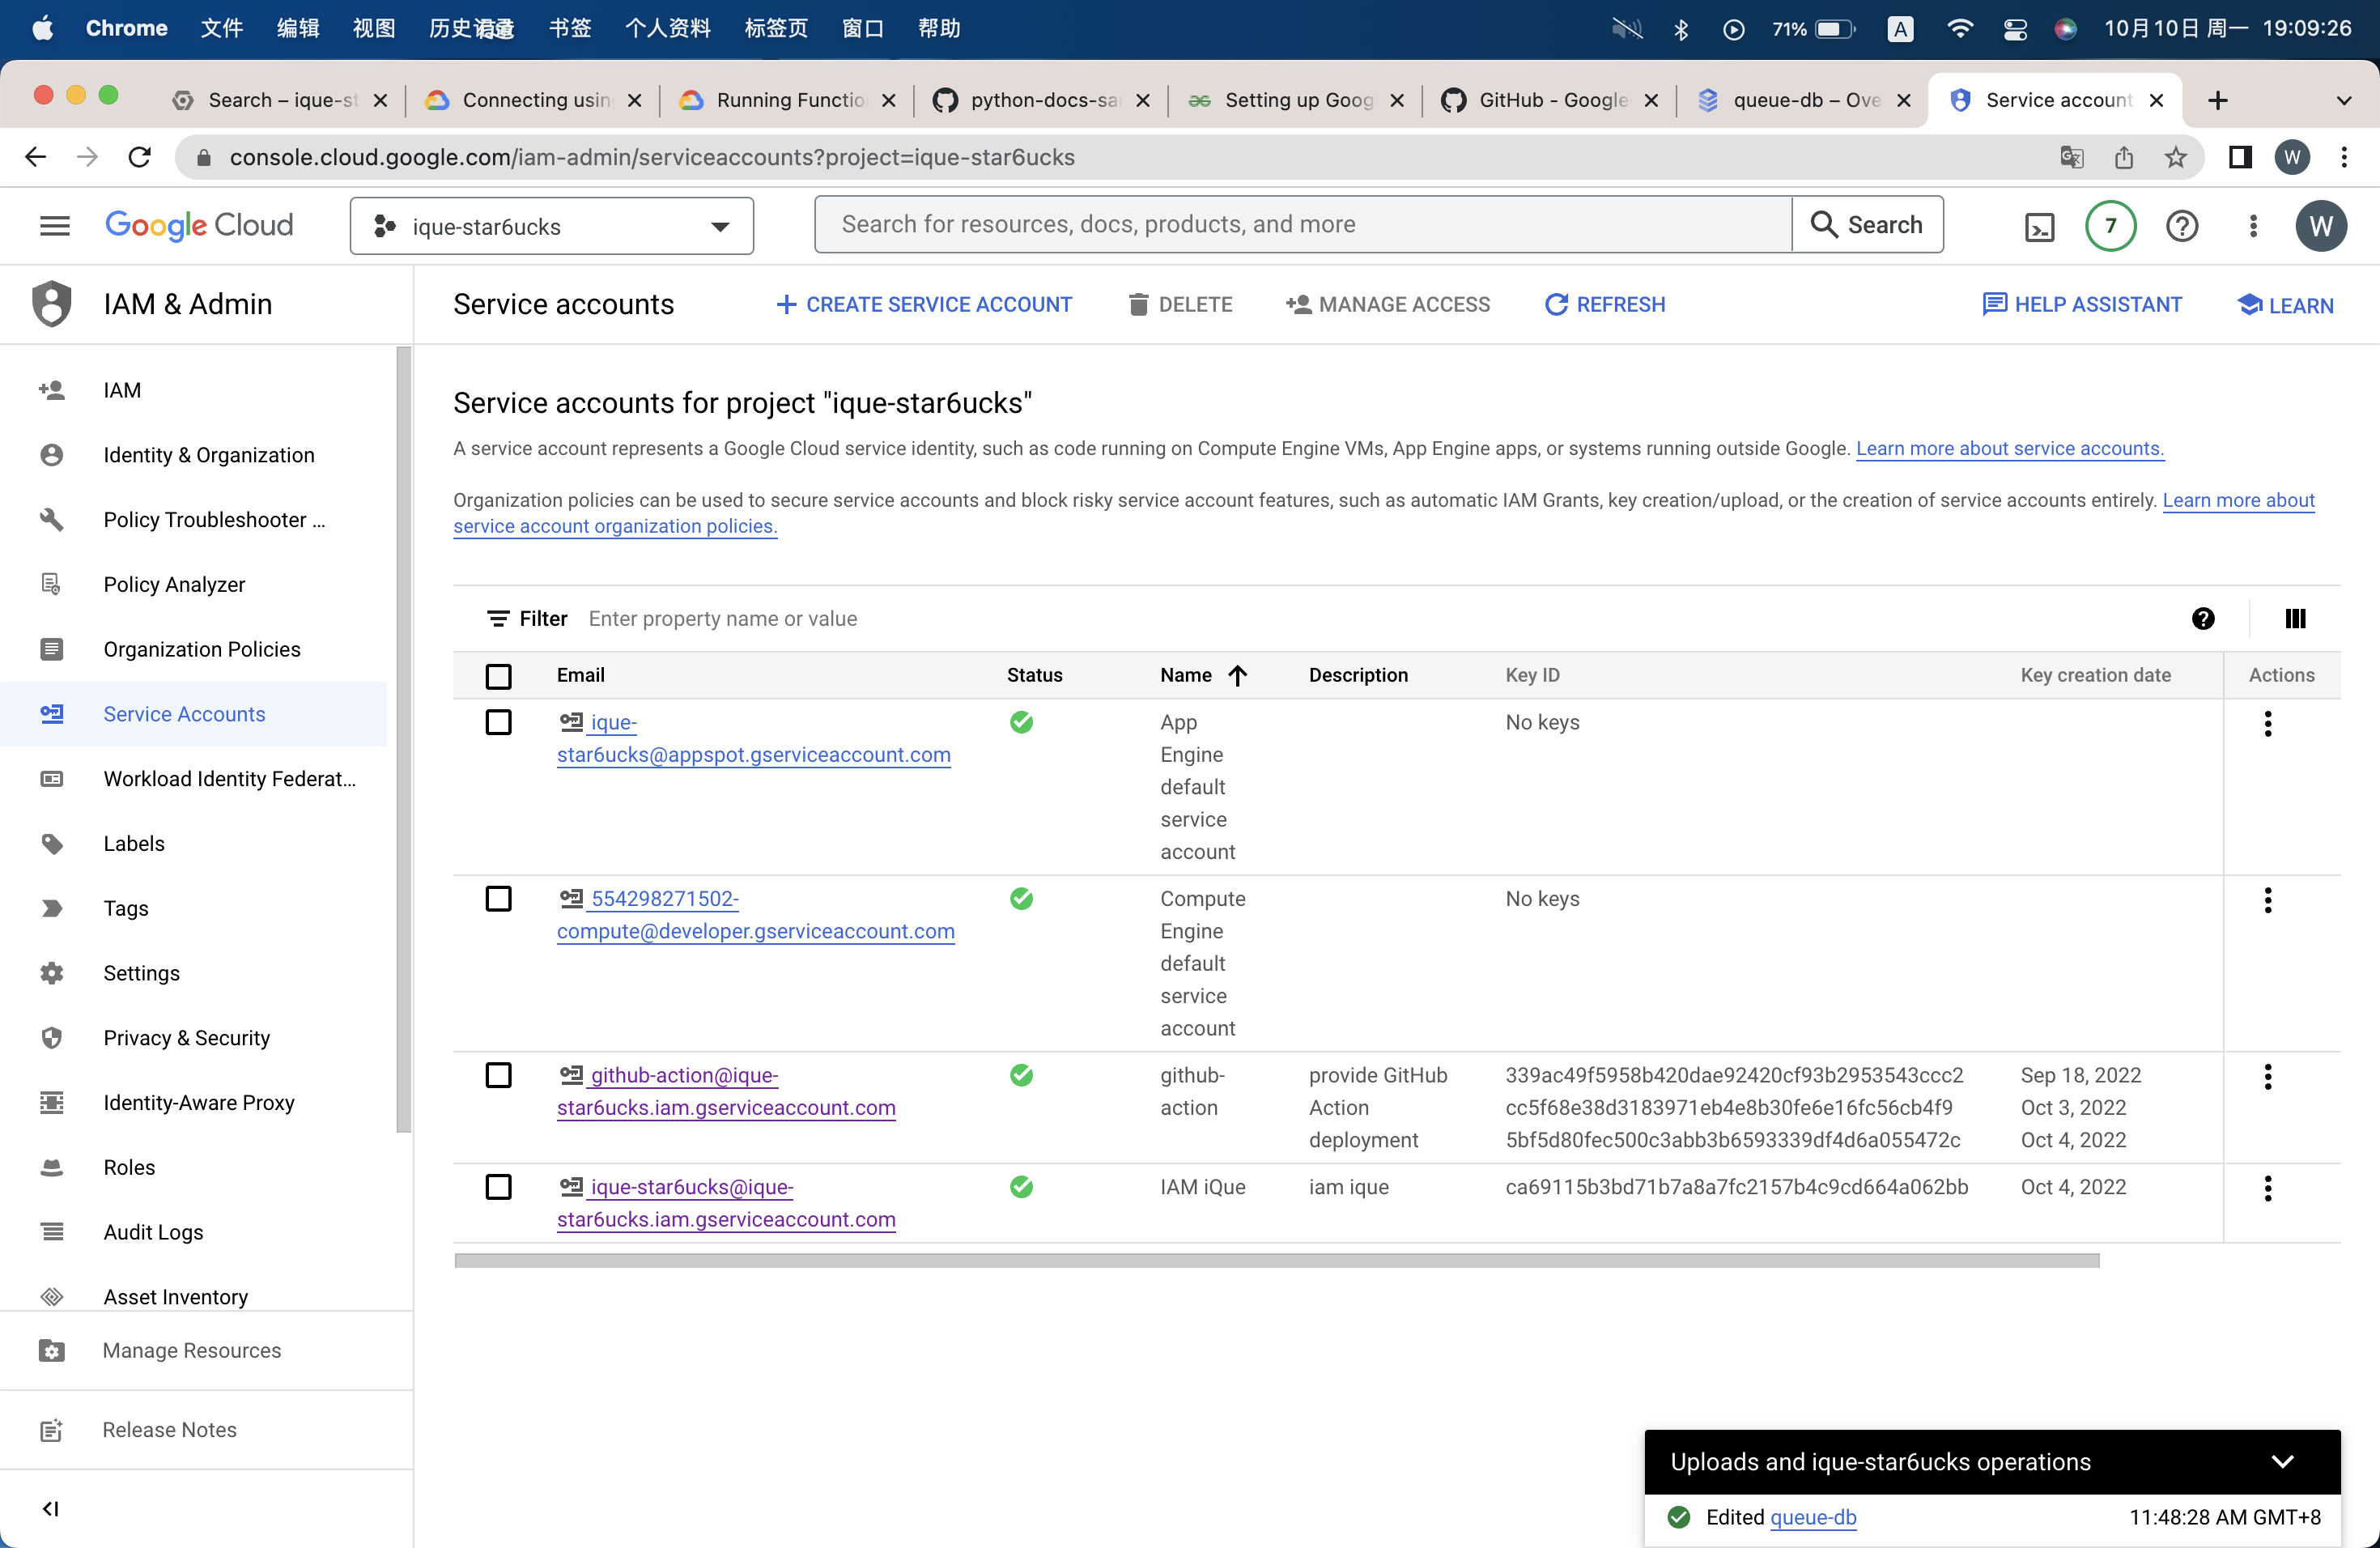 Chrome 文件 编辑 视图 历史记录 书签 个人资料 标签页 窗口 帮助 71% A 10月10日 周一 19:09:26
Search – ique-st Connecting usin Running Functio python-docs-sa Setting up Goog GitHub - Google queue-db – Ove Service account
console.cloud.google.com/iam-admin/serviceaccounts?project=ique-star6ucks W
Google Cloud ique-star6ucks Search for resources, docs, products, and more Search 7 W
IAM & Admin
Service accounts CREATE SERVICE ACCOUNT DELETE MANAGE ACCESS REFRESH HELP ASSISTANT LEARN
IAM
Identity & Organization
Policy Troubleshooter ...
Policy Analyzer
Organization Policies
Service Accounts
Workload Identity Federat...
Labels
Tags
Settings
Privacy & Security
Identity-Aware Proxy
Roles
Audit Logs
Asset Inventory
Manage Resources
Release Notes
Service accounts for project "ique-star6ucks"
A service account represents a Google Cloud service identity, such as code running on Compute Engine VMs, App Engine apps, or systems running outside Google. Learn more about service accounts.
Organization policies can be used to secure service accounts and block risky service account features, such as automatic IAM Grants, key creation/upload, or the creation of service accounts entirely. Learn more about
service account organization policies.
Filter Enter property name or value
Email Status Name Description Key ID Key creation date Actions
ique- App No keys
star6ucks@appspot.gserviceaccount.com Engine
default
service
account
554298271502- Compute No keys
compute@developer.gserviceaccount.com Engine
default
service
account
github-action@ique- github- provide GitHub 339ac49f5958b420dae92420cf93b2953543ccc2 Sep 18, 2022
star6ucks.iam.gserviceaccount.com action Action cc5f68e38d3183971eb4e8b30fe6e16fc56cb4f9 Oct 3, 2022
deployment 5bf5d80fec500c3abb3b6593339df4d6a055472c Oct 4, 2022
ique-star6ucks@ique- IAM iQue iam ique ca69115b3bd71b7a8a7fc2157b4c9cd664a062bb Oct 4, 2022
star6ucks.iam.gserviceaccount.com
Uploads and ique-star6ucks operations
Edited queue-db 11:48:28 AM GMT+8